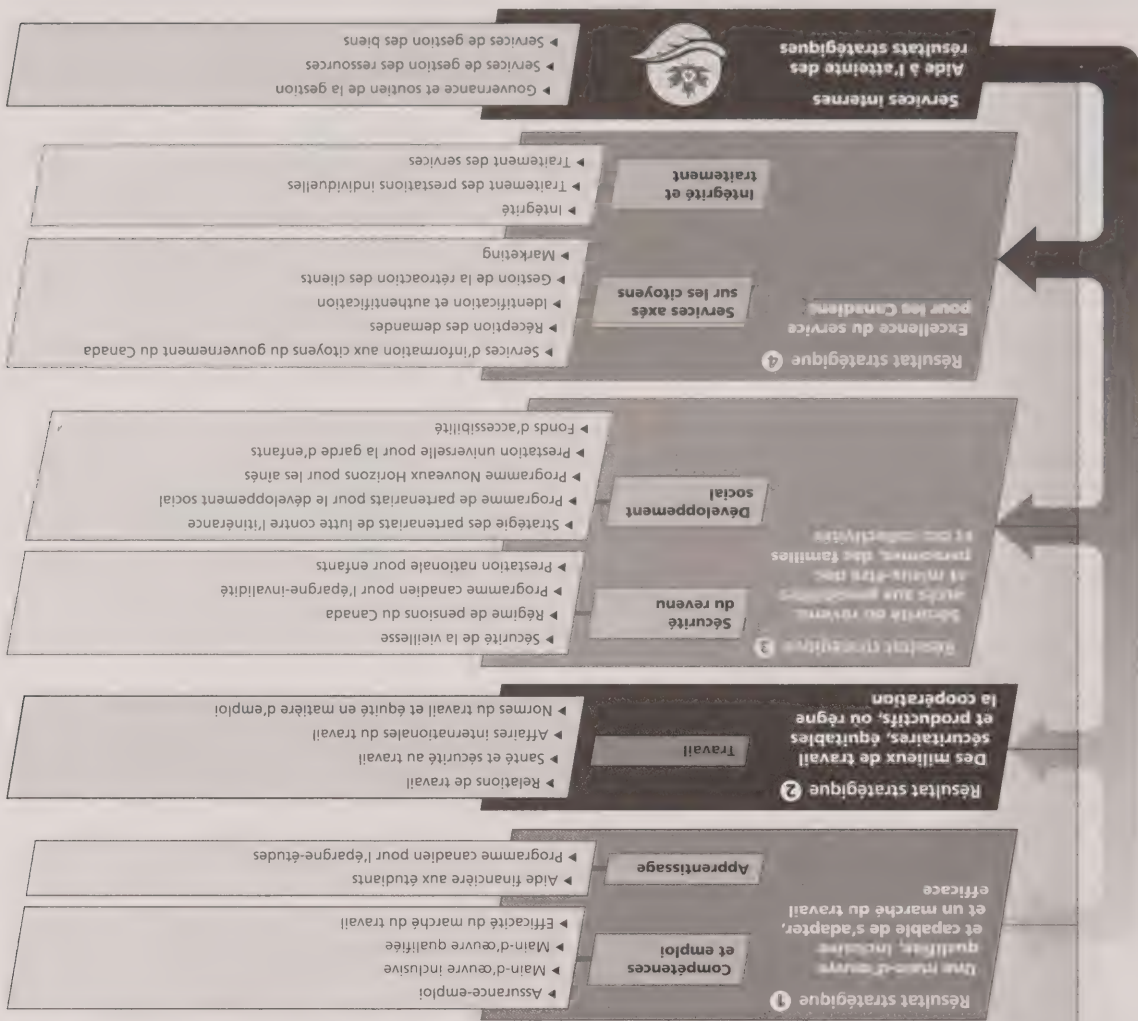 Résultat stratégique 1
Une main-d'œuvre
qualifiée, inclusive
et capable de s'adapter,
et un marché du travail
efficace
Compétences
et emploi
▶ Assurance-emploi
▶ Main-d'œuvre inclusive
▶ Main-d'œuvre qualifiée
▶ Efficacité du marché du travail
Apprentissage
▶ Aide financière aux étudiants
▶ Programme canadien pour l'épargne-études
Résultat stratégique 2
Des milieux de travail
sécuritaires, équitables
et productifs, où règne
la coopération
Travail
▶ Relations de travail
▶ Santé et sécurité au travail
▶ Affaires internationales du travail
▶ Normes du travail et équité en matière d'emploi
Résultat stratégique 3
Sécurité du revenu,
accès aux possibilités
et mieux-être des
personnes, des familles
et des collectivités
Sécurité
du revenu
▶ Sécurité de la vieillesse
▶ Régime de pensions du Canada
▶ Programme canadien pour l'épargne-invalidité
▶ Prestation nationale pour enfants
Développement
social
▶ Stratégie des partenariats de lutte contre l'itinérance
▶ Programme de partenariats pour le développement social
▶ Programme Nouveaux Horizons pour les aînés
▶ Prestation universelle pour la garde d'enfants
▶ Fonds d'accessibilité
Résultat stratégique 4
Excellence du service
pour les Canadiens
Services axés
sur les citoyens
▶ Services d'information aux citoyens du gouvernement du Canada
▶ Réception des demandes
▶ Identification et authentification
▶ Gestion de la rétroaction des clients
▶ Marketing
Intégrité et
traitement
▶ Intégrité
▶ Traitement des prestations individuelles
▶ Traitement des services
Services internes
Aide à l'atteinte des
résultats stratégiques
▶ Gouvernance et soutien de la gestion
▶ Services de gestion des ressources
▶ Services de gestion des biens